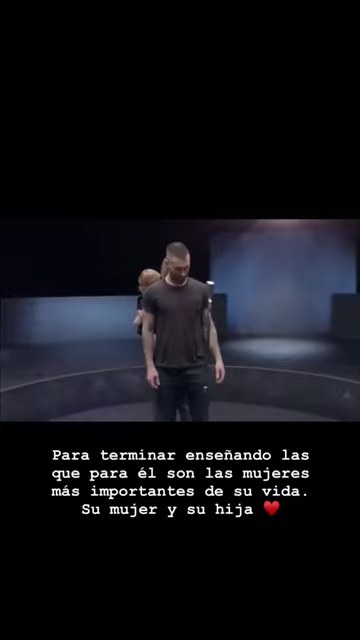 Para terminar enseñando las
que para él son las mujeres
más importantes de su vida.
Su mujer y su hija ♥️